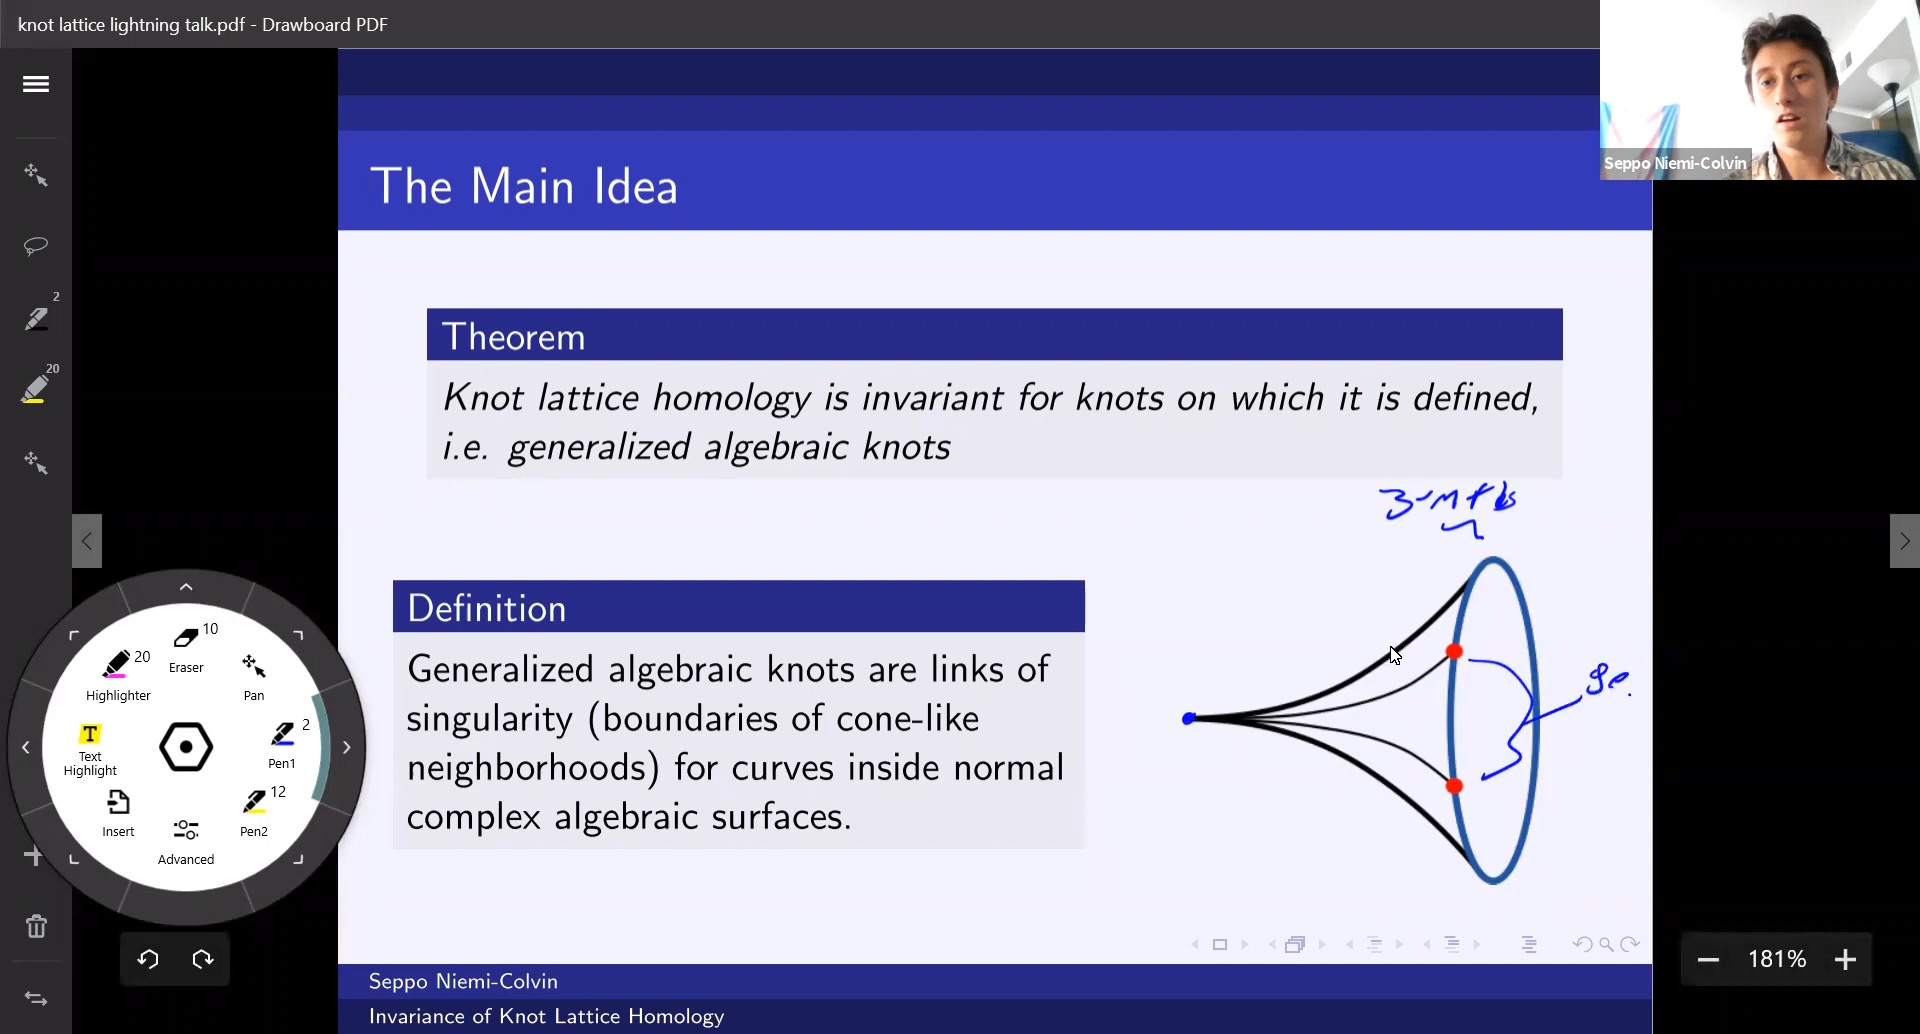 knot lattice lightning talk.pdf - Drawboard PDF
Seppo Niemi-Colvin
The Main Idea
Theorem
Knot lattice homology is invariant for knots on which it is defined,
i.e. generalized algebraic knots
3-mfds
Definition
Generalized algebraic knots are links of
singularity (boundaries of cone-like
neighborhoods) for curves inside normal
complex algebraic surfaces.
2
20
10
Eraser
20
Highlighter
Pan
T
Text
Highlight
2
Pen1
Insert
12
Pen2
Advanced
181%
Seppo Niemi-Colvin
Invariance of Knot Lattice Homology